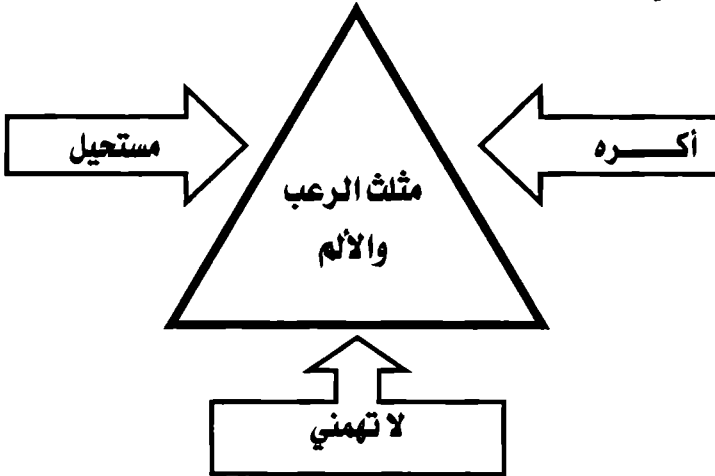 أكـــره
مستحيل
مثلث الرعب
والألم
لا تهمني